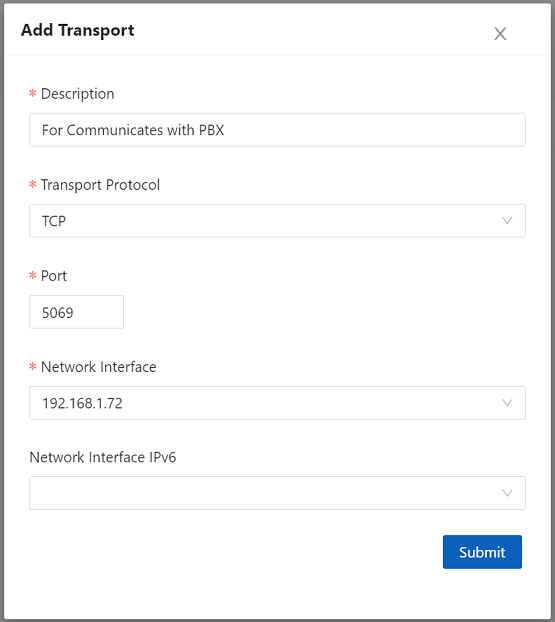 Add Transport
* Description
For Communicates with PBX
* Transport Protocol
TCP
* Port
5069
* Network Interface
192.168.1.72
Network Interface IPv6
Submit